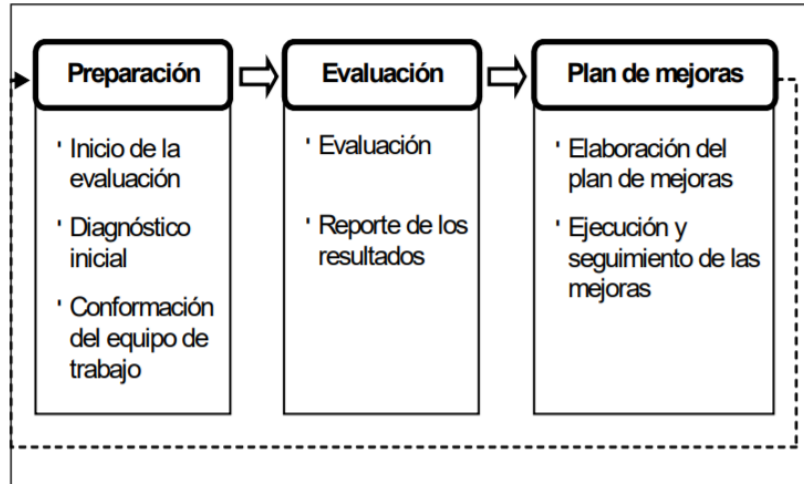 Preparación
Evaluación
Plan de mejoras
' Inicio de la
evaluación
' Diagnóstico
inicial
' Conformación
del equipo de
trabajo
' Evaluación
' Reporte de los
resultados
' Elaboración del
plan de mejoras
' Ejecución y
seguimiento de las
mejoras